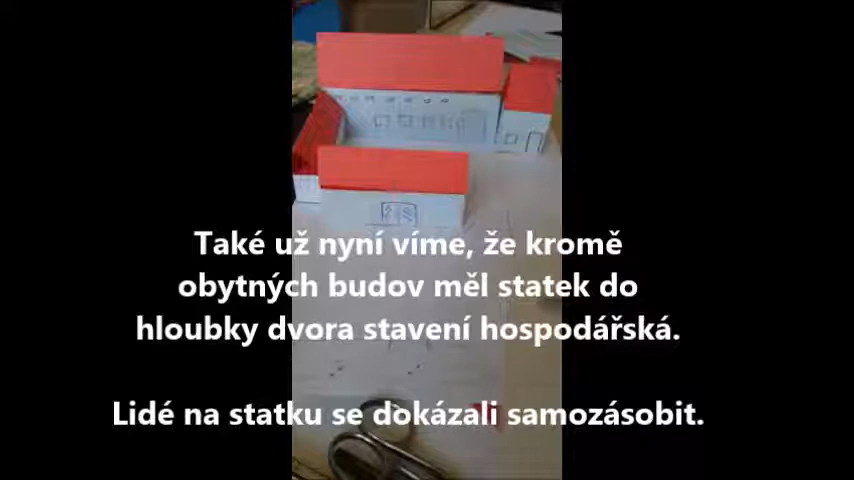 Také už nyní víme, že kromě
obytných budov měl statek do
hloubky dvora stavení hospodářská.
Lidé na statku se dokázali samozásobit.